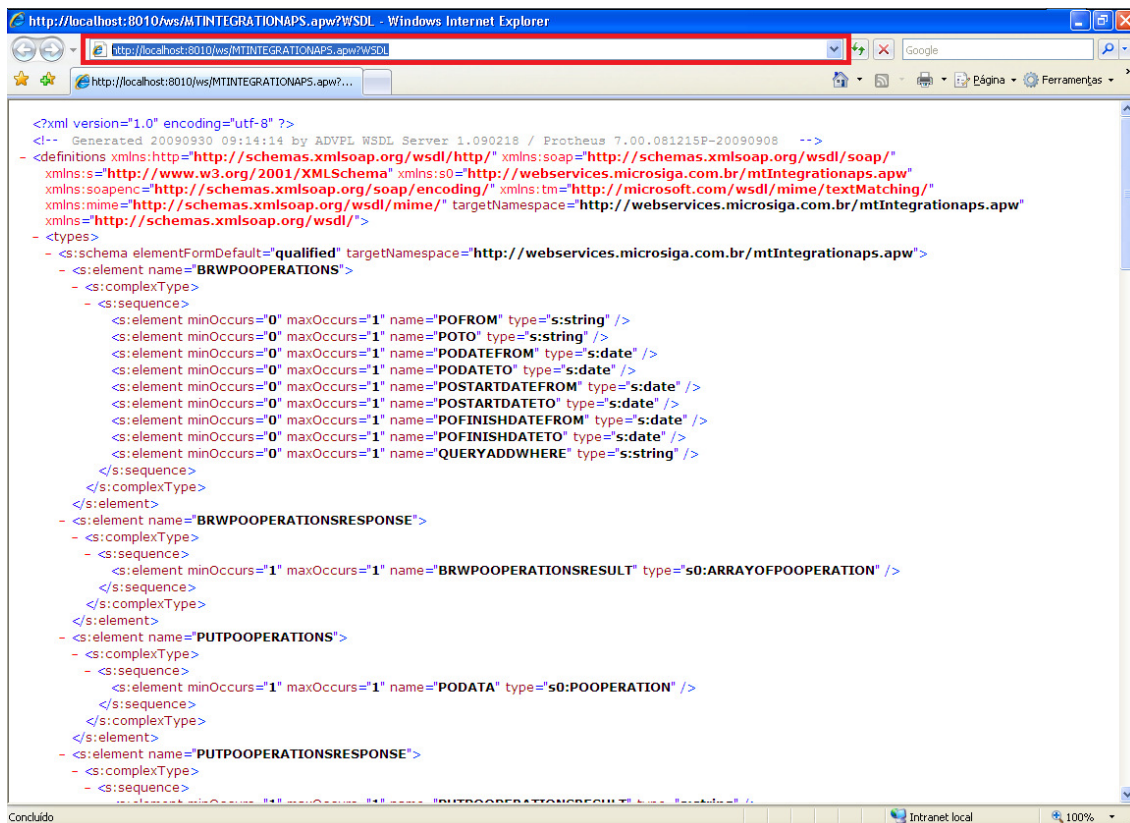 http://localhost:8010/ws/MTINTEGRATIONAPS.apw?WSDL - Windows Internet Explorer
http://localhost:8010/ws/MTINTEGRATIONAPS.apw?WSDL
Google
http://localhost:8010/ws/MTINTEGRATIONAPS.apw?...
Página
Ferramentas
<?xml version="1.0" encoding="utf-8" ?>
<!-- Generated 20090930 09:14:14 by ADVPL WSDL Server 1.090218 / Protheus 7.00.081215P-20090908 -->
- <definitions xmlns:http="http://schemas.xmlsoap.org/wsdl/http/" xmlns:soap="http://schemas.xmlsoap.org/wsdl/soap/"
xmlns:s="http://www.w3.org/2001/XMLSchema" xmlns:s0="http://webservices.microsiga.com.br/mtIntegrationaps.apw"
xmlns:soapenc="http://schemas.xmlsoap.org/soap/encoding/" xmlns:tm="http://microsoft.com/wsdl/mime/textMatching/"
xmlns:mime="http://schemas.xmlsoap.org/wsdl/mime/" targetNamespace="http://webservices.microsiga.com.br/mtIntegrationaps.apw"
xmlns="http://schemas.xmlsoap.org/wsdl/">
- <types>
- <s:schema elementFormDefault="qualified" targetNamespace="http://webservices.microsiga.com.br/mtIntegrationaps.apw">
- <s:element name="BRWPOOPERATIONS">
- <s:complexType>
- <s:sequence>
<s:element minOccurs="0" maxOccurs="1" name="POFROM" type="s:string" />
<s:element minOccurs="0" maxOccurs="1" name="POTO" type="s:string" />
<s:element minOccurs="0" maxOccurs="1" name="PODATEFROM" type="s:date" />
<s:element minOccurs="0" maxOccurs="1" name="PODATETO" type="s:date" />
<s:element minOccurs="0" maxOccurs="1" name="POSTARTDATEFROM" type="s:date" />
<s:element minOccurs="0" maxOccurs="1" name="POSTARTDATETO" type="s:date" />
<s:element minOccurs="0" maxOccurs="1" name="POFINISHDATEFROM" type="s:date" />
<s:element minOccurs="0" maxOccurs="1" name="POFINISHDATETO" type="s:date" />
<s:element minOccurs="0" maxOccurs="1" name="QUERYADDWHERE" type="s:string" />
</s:sequence>
</s:complexType>
</s:element>
- <s:element name="BRWPOOPERATIONSRESPONSE">
- <s:complexType>
- <s:sequence>
<s:element minOccurs="1" maxOccurs="1" name="BRWPOOPERATIONSRESULT" type="s0:ARRAYOFPOOPERATION" />
</s:sequence>
</s:complexType>
</s:element>
- <s:element name="PUTPOOPERATIONS">
- <s:complexType>
- <s:sequence>
<s:element minOccurs="1" maxOccurs="1" name="PODATA" type="s0:POOPERATION" />
</s:sequence>
</s:complexType>
</s:element>
- <s:element name="PUTPOOPERATIONSRESPONSE">
- <s:complexType>
- <s:sequence>
<s:element minOccurs="1" maxOccurs="1" name="PUTPOOPERATIONSRESULT" type="s:string" />
Concluído
Intranet local
100%